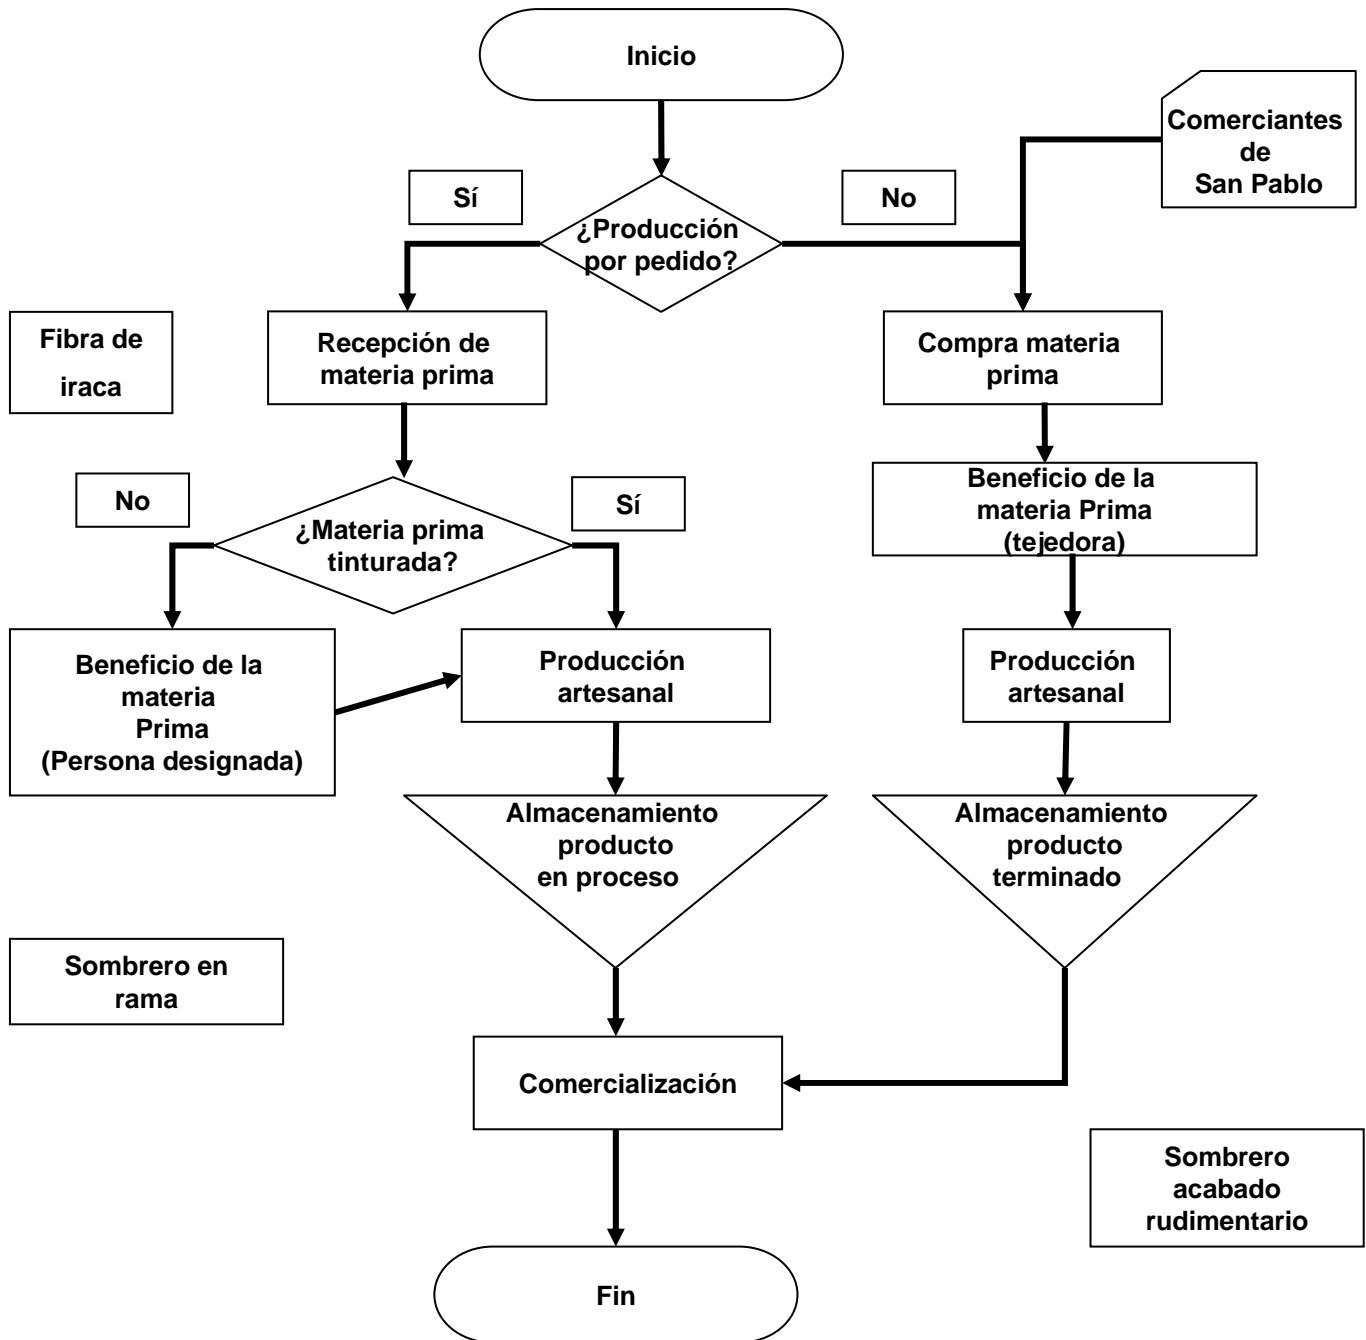 Inicio
Comerciantes
de
San Pablo
Sí
No
¿Producción
por pedido?
Fibra de
iraca
Recepción de
materia prima
Compra materia
prima
No
Sí
¿Materia prima
tinturada?
Beneficio de la
materia Prima
(tejedora)
Beneficio de la
materia
Prima
(Persona designada)
Producción
artesanal
Producción
artesanal
Almacenamiento
producto
en proceso
Almacenamiento
producto
terminado
Sombrero en
rama
Comercialización
Sombrero
acabado
rudimentario
Fin